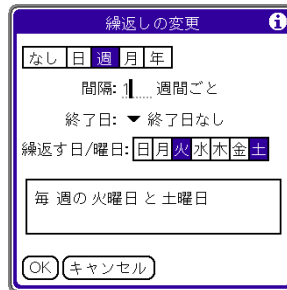 繰返しの変更
なし 日 週 月 年
間隔: 1 週間ごと
終了日: 終了日なし
繰返す日/曜日: 日 月 火 水 木 金 土
毎 週の 火曜日 と 土曜日
OK キャンセル